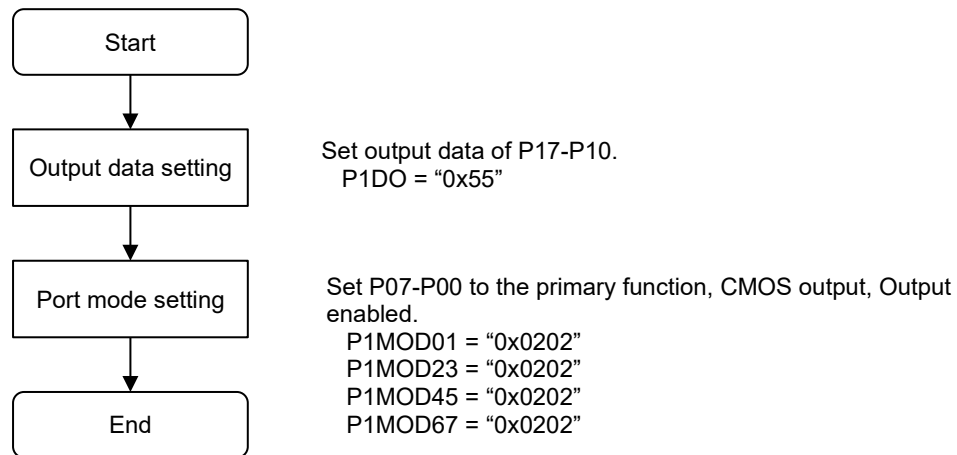 Start
Output data setting
Set output data of P17-P10.
P1DO = “0x55”
Port mode setting
Set P07-P00 to the primary function, CMOS output, Output
enabled.
P1MOD01 = “0x0202”
P1MOD23 = “0x0202”
P1MOD45 = “0x0202”
P1MOD67 = “0x0202”
End